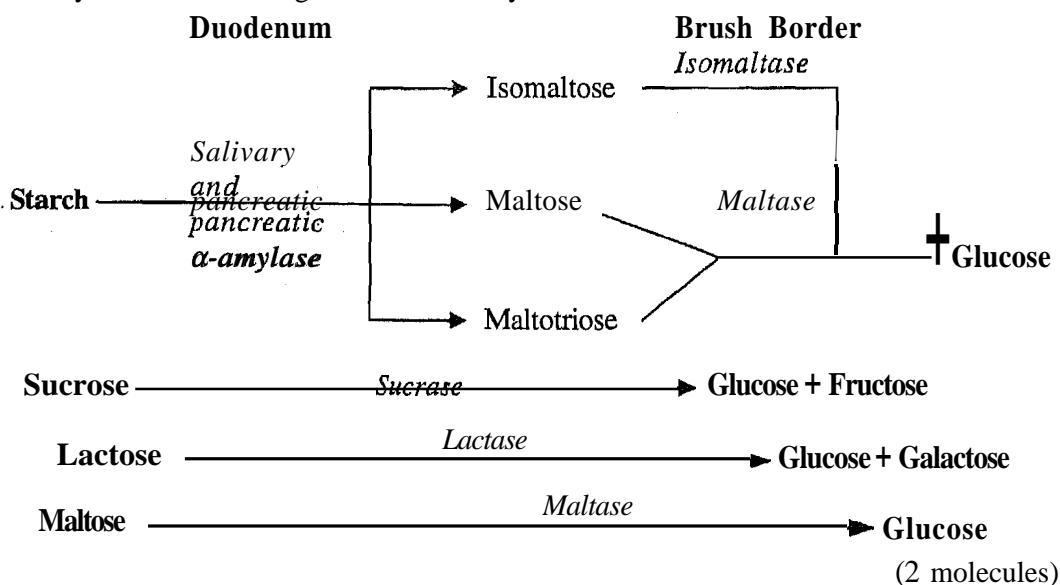 Duodenum Brush Border
Isomaltase
Isomaltose
Salivary
and
Starch pancreatic Maltose Maltase
pancreatic
α-amylase Glucose
Maltotriose
Sucrose Sucrase Glucose + Fructose
Lactose Lactase Glucose + Galactose
Maltose Maltase Glucose
(2 molecules)